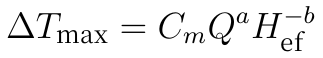 ΔT_max = C_m Q^a H_ef^{-b}